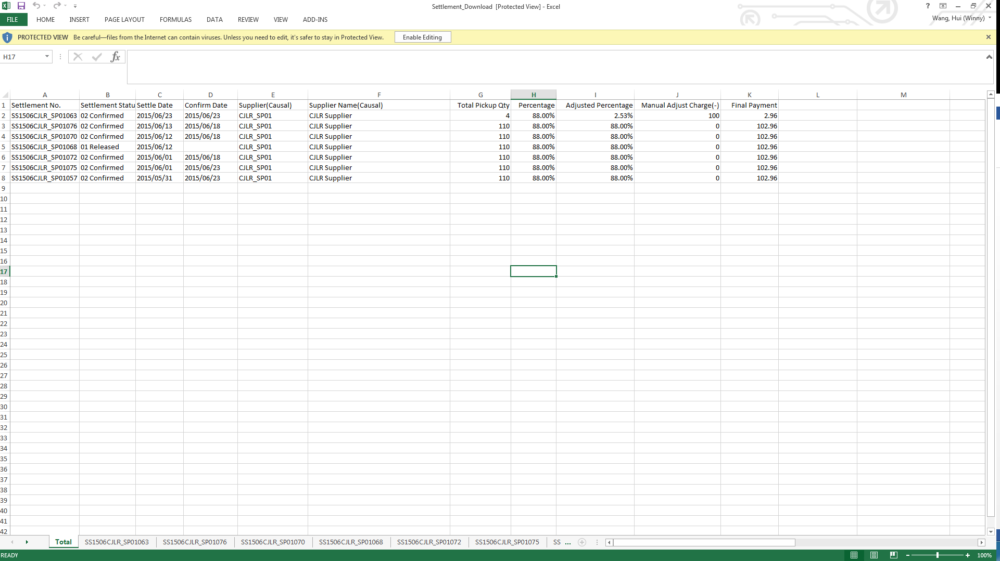 Settlement_Download [Protected View] - Excel
?
FILE HOME INSERT PAGE LAYOUT FORMULAS DATA REVIEW VIEW ADD-INS Wang, Hui (Winny)
PROTECTED VIEW Be careful—files from the Internet can contain viruses. Unless you need to edit, it's safer to stay in Protected View. Enable Editing
H17 fx
A B C D E F G H I J K L M
1 Settlement No. Settlement Statu Settle Date Confirm Date Supplier(Causal) Supplier Name(Causal) Total Pickup Qty Percentage Adjusted Percentage Manual Adjust Charge(-) Final Payment
2 SS1506CJLR_SP01063 02 Confirmed 2015/06/23 2015/06/23 CJLR_SP01 CJLR Supplier 4 88.00% 2.53% 100 2.96
3 SS1506CJLR_SP01076 02 Confirmed 2015/06/13 2015/06/18 CJLR_SP01 CJLR Supplier 110 88.00% 88.00% 0 102.96
4 SS1506CJLR_SP01070 02 Confirmed 2015/06/12 2015/06/18 CJLR_SP01 CJLR Supplier 110 88.00% 88.00% 0 102.96
5 SS1506CJLR_SP01068 01 Released 2015/06/12 CJLR_SP01 CJLR Supplier 110 88.00% 88.00% 0 102.96
6 SS1506CJLR_SP01072 02 Confirmed 2015/06/01 2015/06/18 CJLR_SP01 CJLR Supplier 110 88.00% 88.00% 0 102.96
7 SS1506CJLR_SP01075 02 Confirmed 2015/06/01 2015/06/23 CJLR_SP01 CJLR Supplier 110 88.00% 88.00% 0 102.96
8 SS1506CJLR_SP01057 02 Confirmed 2015/05/31 2015/06/23 CJLR_SP01 CJLR Supplier 110 88.00% 88.00% 0 102.96
9
10
11
12
13
14
15
16
17
18
19
20
21
22
23
24
25
26
27
28
29
30
31
32
33
34
35
36
37
38
39
40
41
42
Total SS1506CJLR_SP01063 SS1506CJLR_SP01076 SS1506CJLR_SP01070 SS1506CJLR_SP01068 SS1506CJLR_SP01072 SS1506CJLR_SP01075 SS ...
READY 100%